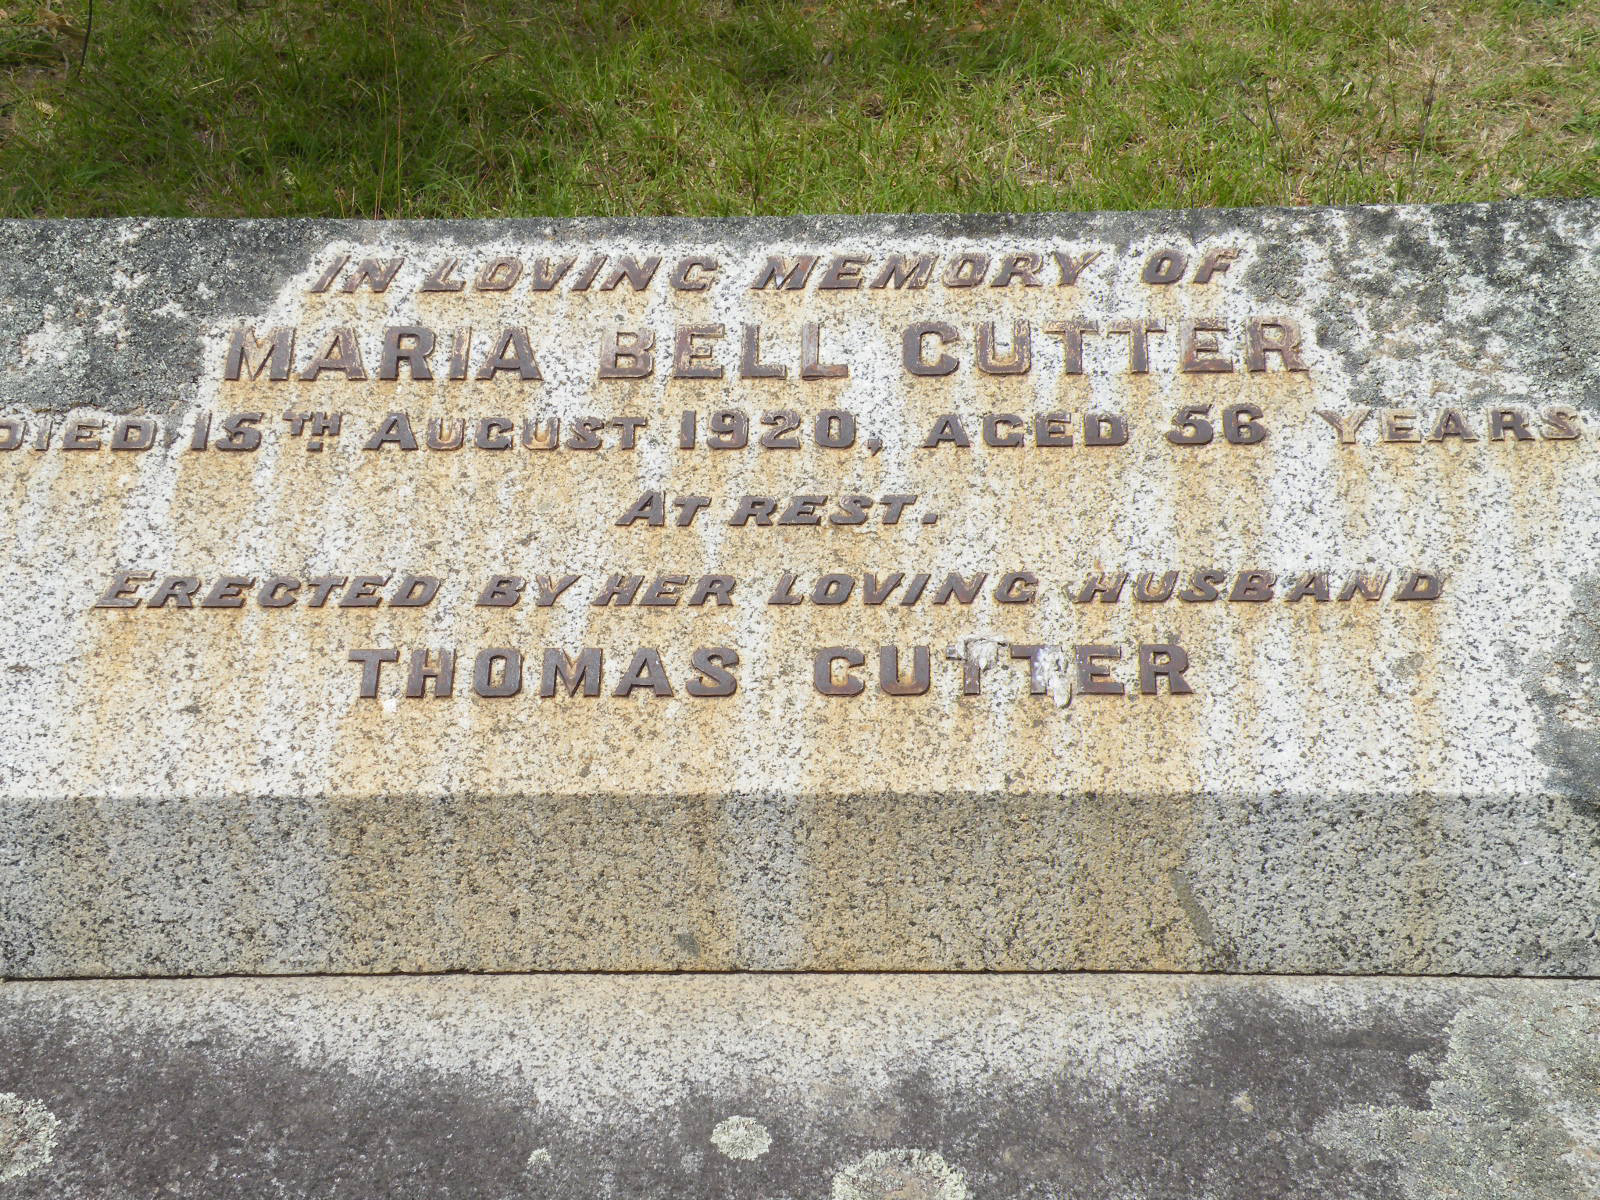 IN LOVING MEMORY OF
MARIA BELL CUTTER
DIED 15TH AUGUST 1920, AGED 56 YEARS.
AT REST.
ERECTED BY HER LOVING HUSBAND
THOMAS CUTTER